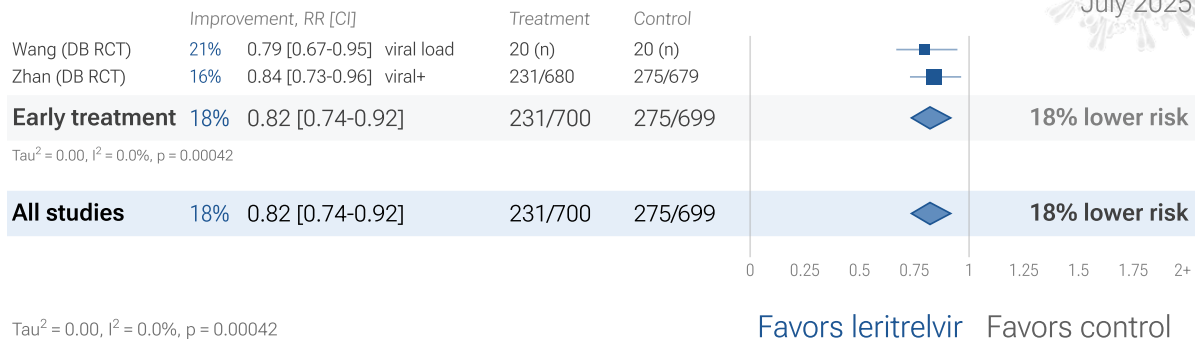 July 2025
Improvement, RR [CI] Treatment Control
Wang (DB RCT) 21% 0.79 [0.67-0.95] viral load 20 (n) 20 (n)
Zhan (DB RCT) 16% 0.84 [0.73-0.96] viral+ 231/680 275/679
Early treatment 18% 0.82 [0.74-0.92] 231/700 275/699 18% lower risk
Tau² = 0.00, I² = 0.0%, p = 0.00042
All studies 18% 0.82 [0.74-0.92] 231/700 275/699 18% lower risk
0 0.25 0.5 0.75 1 1.25 1.5 1.75 2+
Tau² = 0.00, I² = 0.0%, p = 0.00042 Favors leritrelvir Favors control